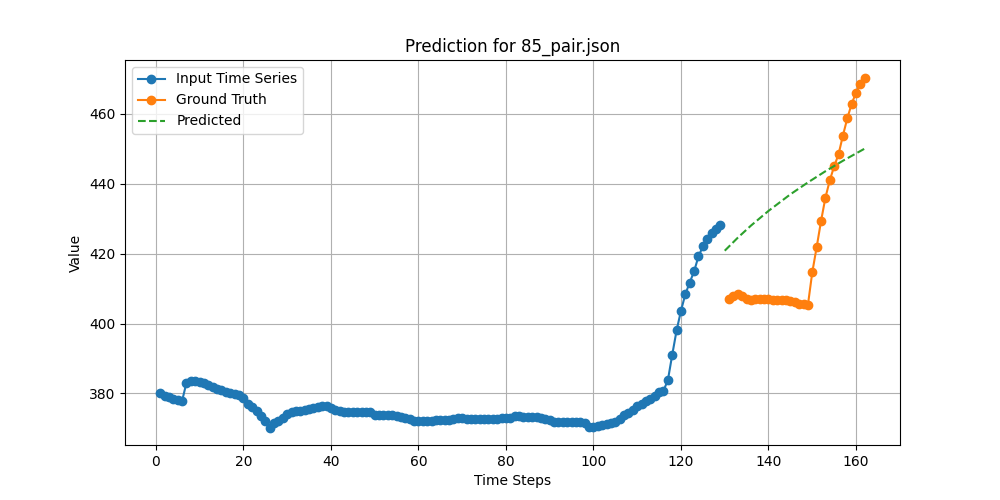 Prediction for 85_pair.json
Input Time Series
Ground Truth
Predicted
Value
460
440
420
400
380
0 20 40 60 80 100 120 140 160
Time Steps